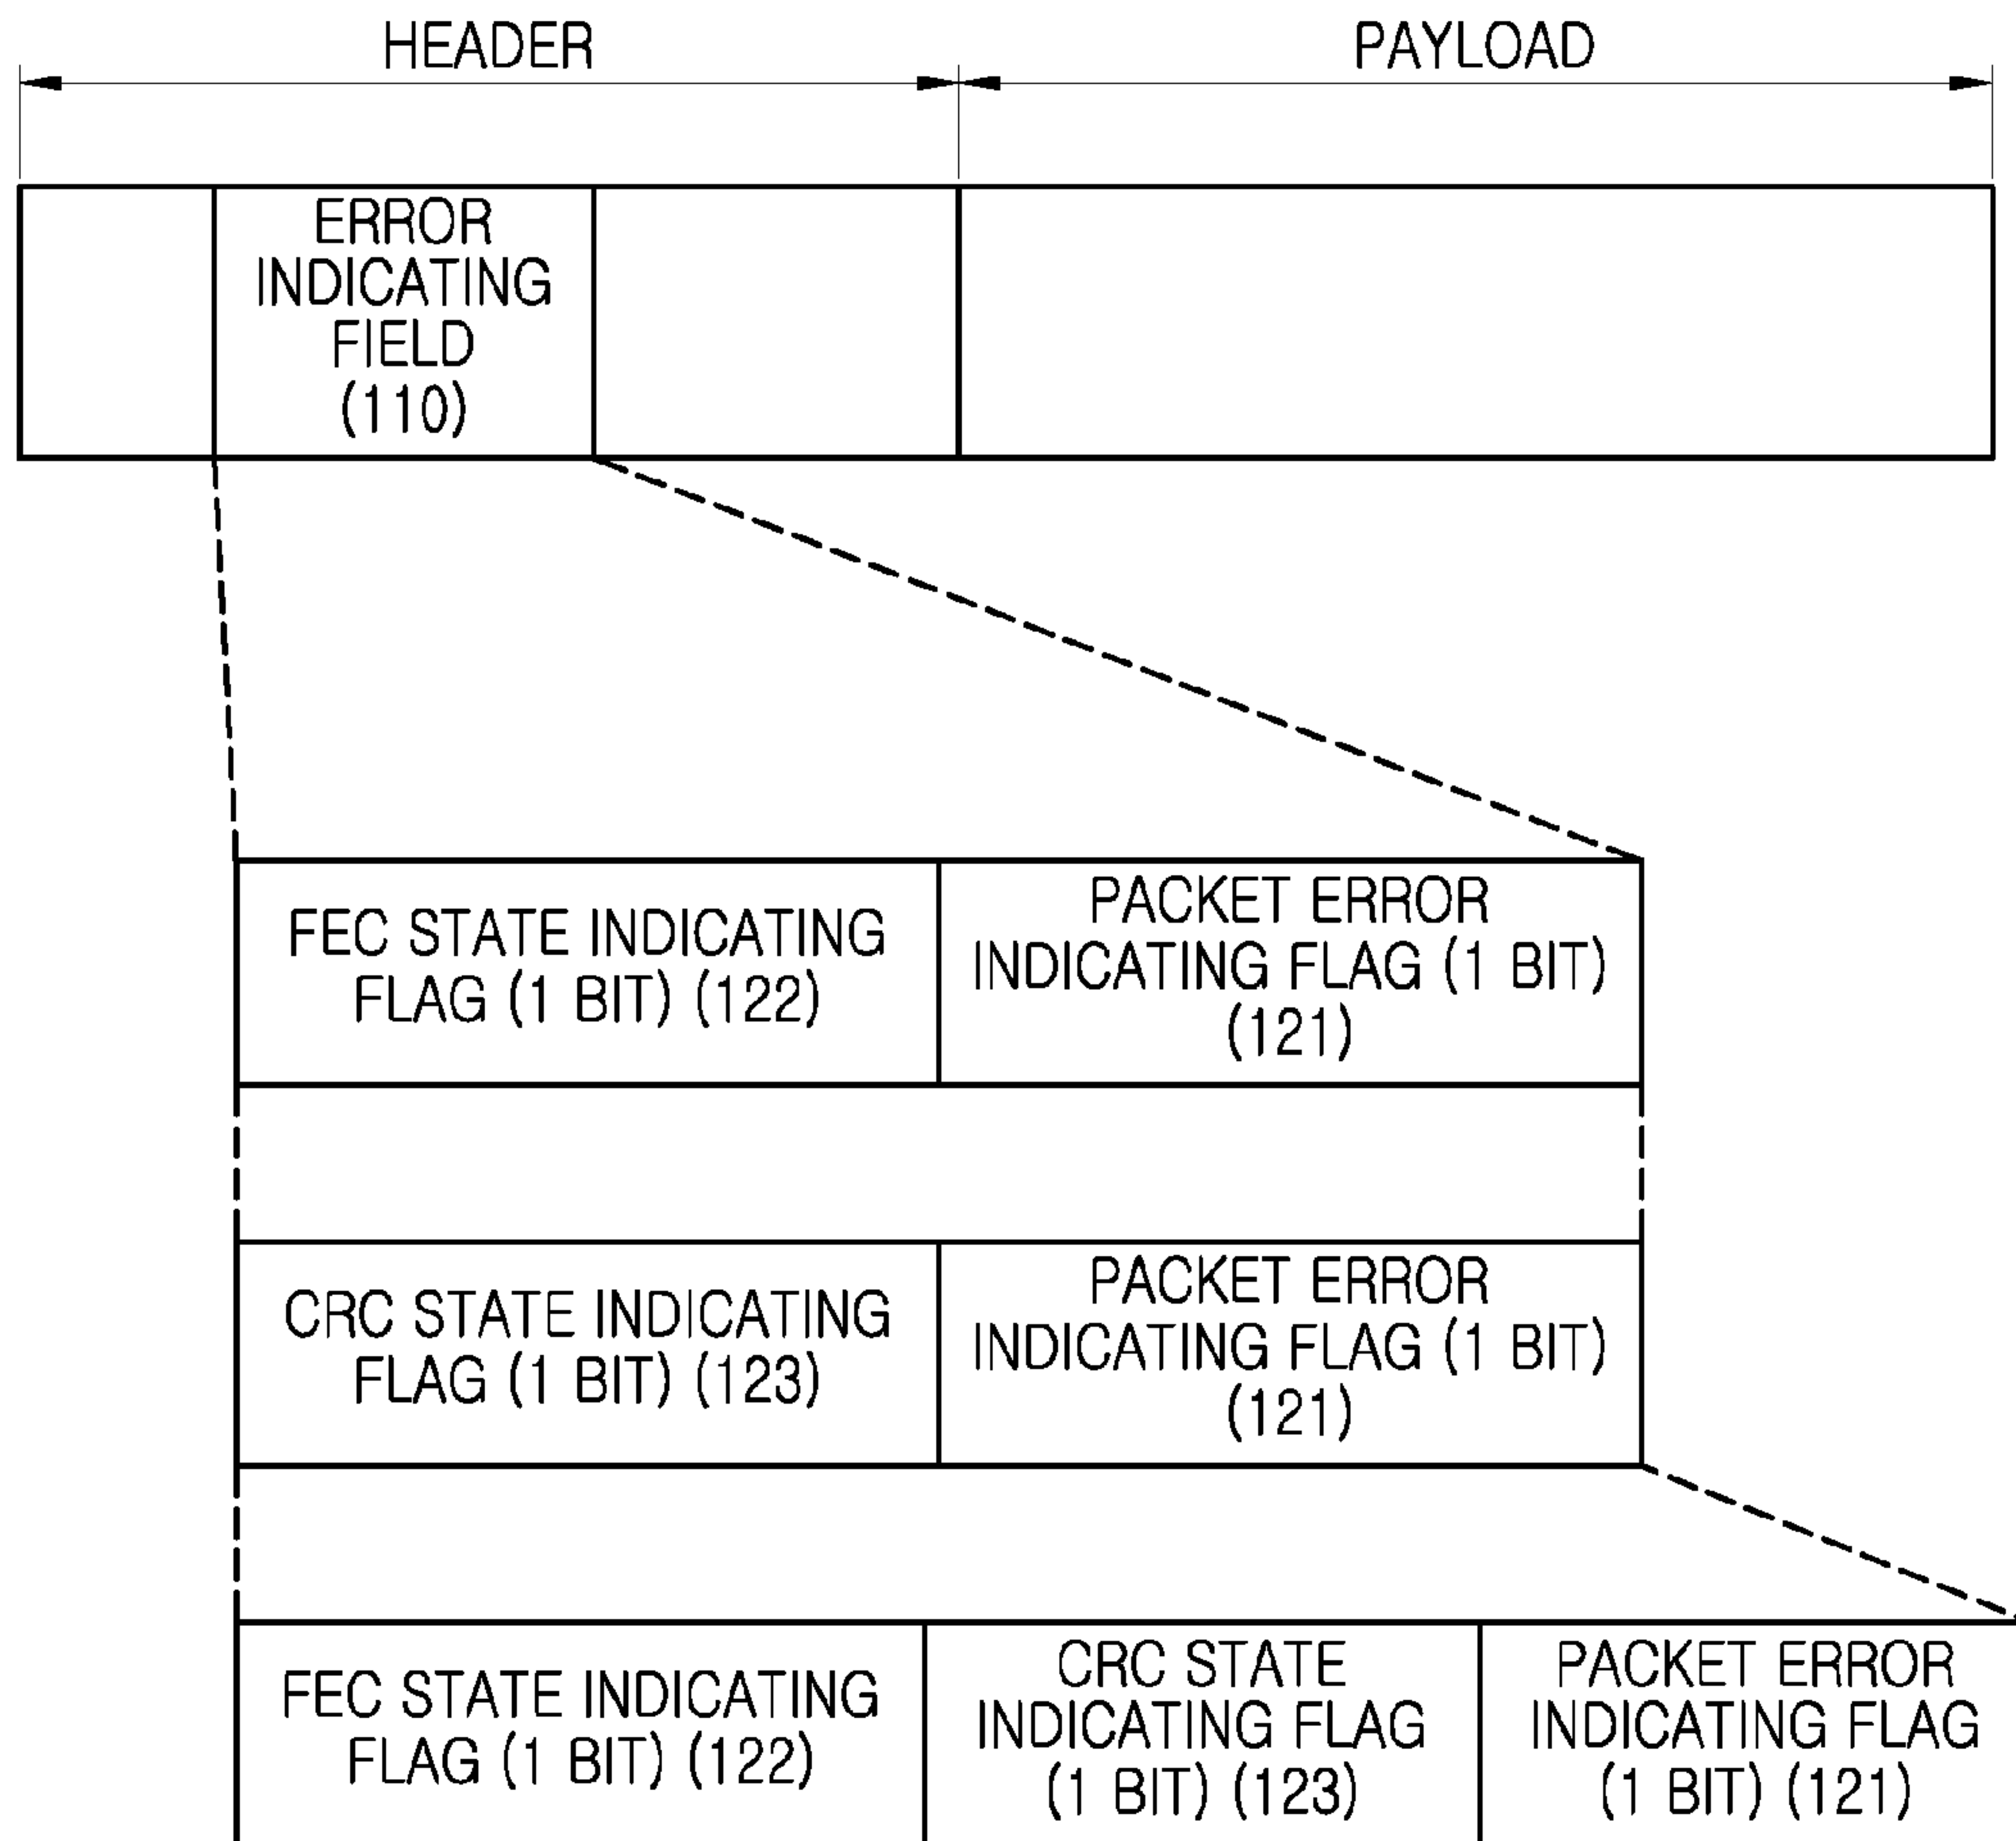 HEADER
PAYLOAD
ERROR
INDICATING
FIELD
(110)
FEC STATE INDICATING
FLAG (1 BIT) (122)
PACKET ERROR
INDICATING FLAG (1 BIT)
(121)
CRC STATE INDICATING
FLAG (1 BIT) (123)
PACKET ERROR
INDICATING FLAG (1 BIT)
(121)
FEC STATE INDICATING
FLAG (1 BIT) (122)
CRC STATE
INDICATING FLAG
(1 BIT) (123)
PACKET ERROR
INDICATING FLAG
(1 BIT) (121)